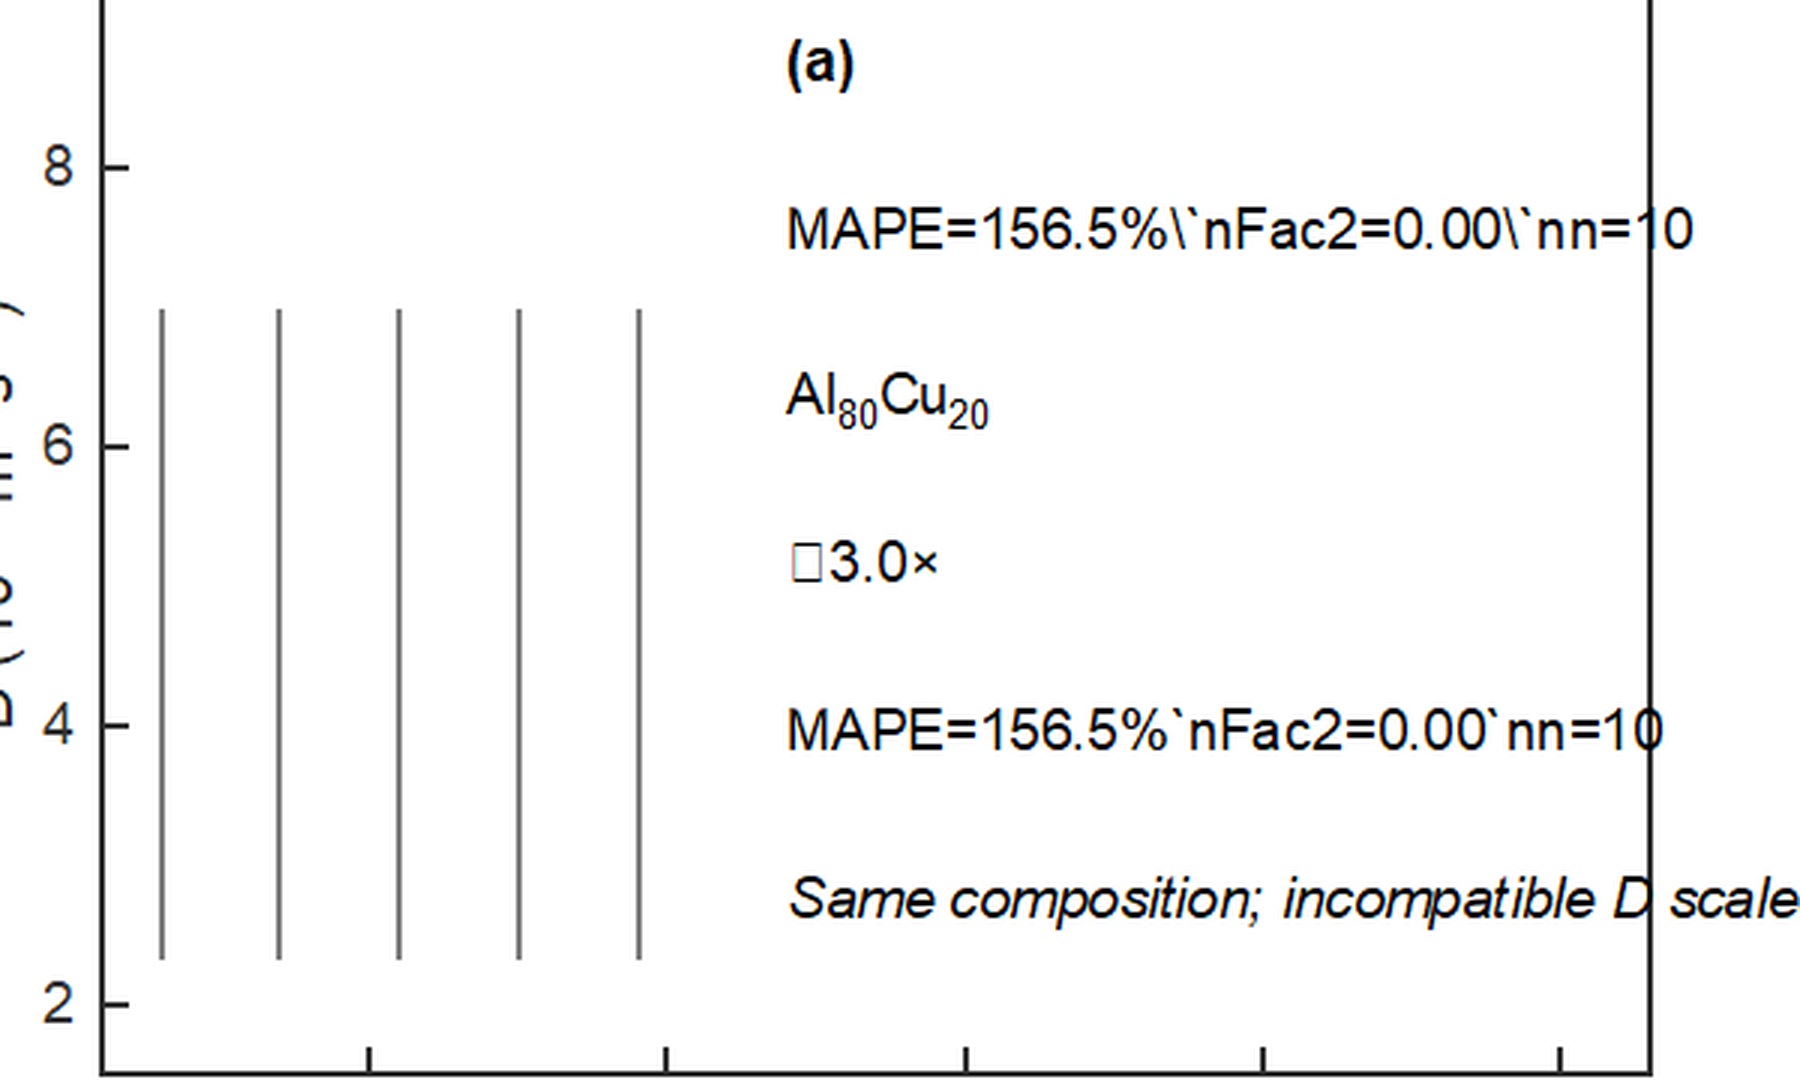 (a)
8
MAPE=156.5%\`nFac2=0.00\`nn=10
Al₈₀Cu₂₀
6
□3.0×
4
MAPE=156.5%`nFac2=0.00`nn=10
Same composition; incompatible D scale
2